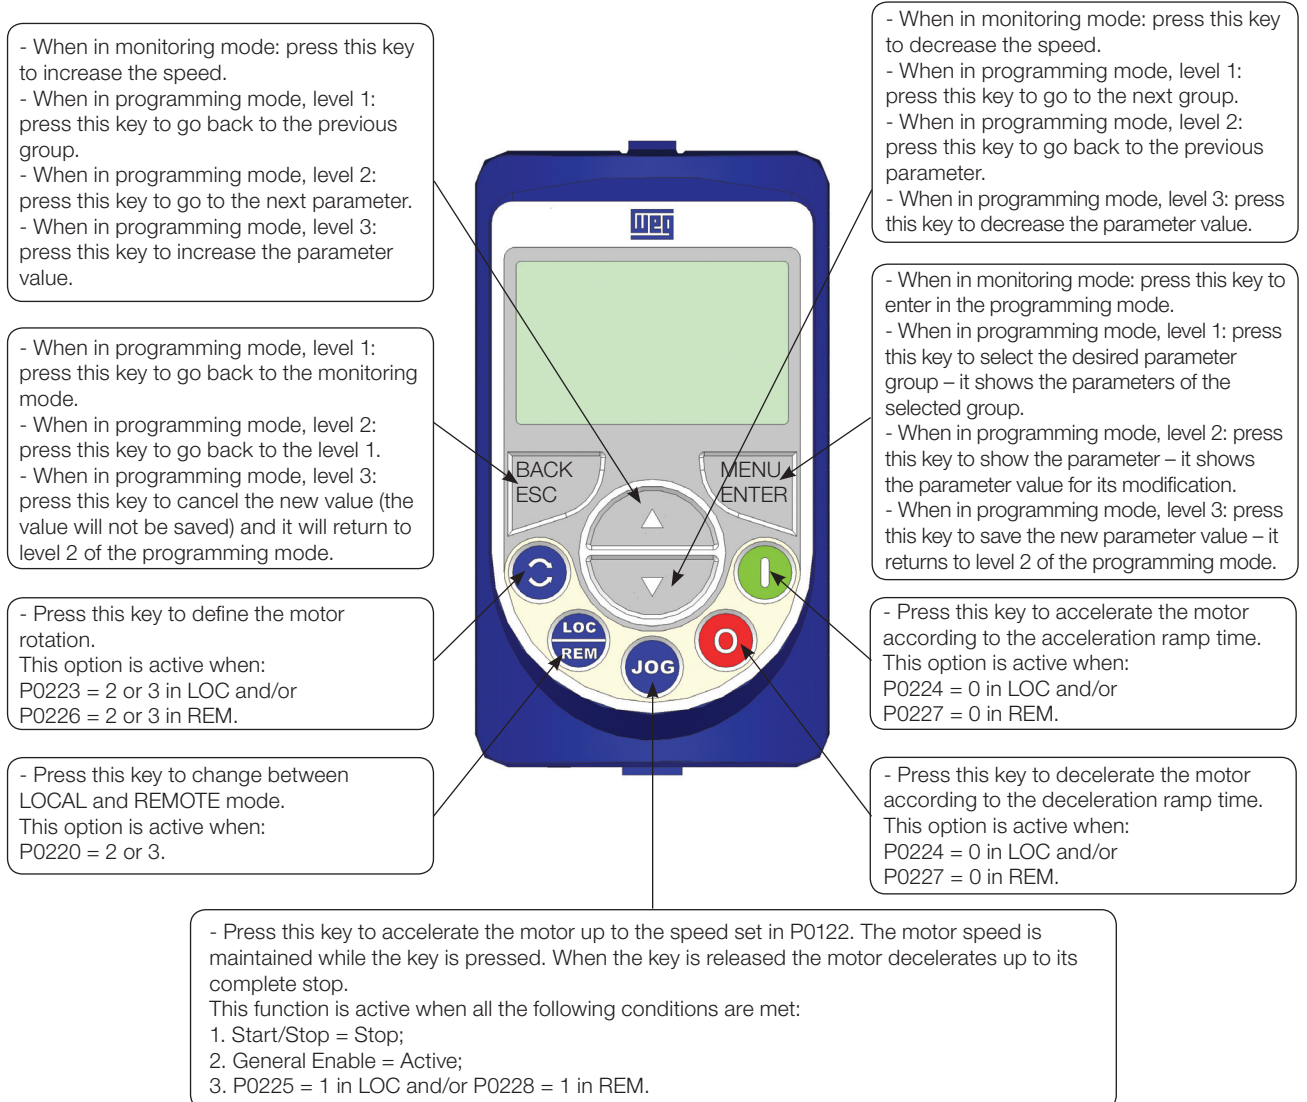 - When in monitoring mode: press this key
to increase the speed.
- When in programming mode, level 1:
press this key to go back to the previous
group.
- When in programming mode, level 2:
press this key to go to the next parameter.
- When in programming mode, level 3:
press this key to increase the parameter
value.
- When in programming mode, level 1:
press this key to go back to the monitoring
mode.
- When in programming mode, level 2:
press this key to go back to the level 1.
- When in programming mode, level 3:
press this key to cancel the new value (the
value will not be saved) and it will return to
level 2 of the programming mode.
- Press this key to define the motor
rotation.
This option is active when:
P0223 = 2 or 3 in LOC and/or
P0226 = 2 or 3 in REM.
- Press this key to change between
LOCAL and REMOTE mode.
This option is active when:
P0220 = 2 or 3.
weg
BACK
ESC
MENU
ENTER
LOC
REM
JOG
- When in monitoring mode: press this key
to decrease the speed.
- When in programming mode, level 1:
press this key to go to the next group.
- When in programming mode, level 2:
press this key to go back to the previous
parameter.
- When in programming mode, level 3: press
this key to decrease the parameter value.
- When in monitoring mode: press this key to
enter in the programming mode.
- When in programming mode, level 1: press
this key to select the desired parameter
group – it shows the parameters of the
selected group.
- When in programming mode, level 2: press
this key to show the parameter – it shows
the parameter value for its modification.
- When in programming mode, level 3: press
this key to save the new parameter value – it
returns to level 2 of the programming mode.
- Press this key to accelerate the motor
according to the acceleration ramp time.
This option is active when:
P0224 = 0 in LOC and/or
P0227 = 0 in REM.
- Press this key to decelerate the motor
according to the deceleration ramp time.
This option is active when:
P0224 = 0 in LOC and/or
P0227 = 0 in REM.
- Press this key to accelerate the motor up to the speed set in P0122. The motor speed is
maintained while the key is pressed. When the key is released the motor decelerates up to its
complete stop.
This function is active when all the following conditions are met:
1. Start/Stop = Stop;
2. General Enable = Active;
3. P0225 = 1 in LOC and/or P0228 = 1 in REM.